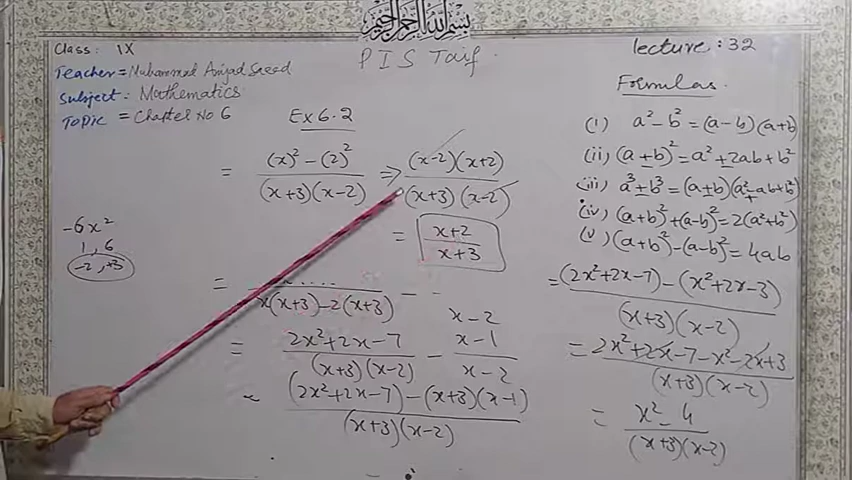 بسم الله الرحمن الرحيم
Class: IX
PIS Taif.
lecture: 32
Teacher = Muhammad Amjad Saeed
Subject: Mathematics
Topic = Chapter No 6
Ex 6.2
Formulas.
(i) a² - b² = (a-b)(a+b)
(ii) (a±b)² = a² ± 2ab + b²
(iii) a³±b³ = (a±b)(a²∓ab+b²)
(iv) (a+b)²+(a-b)² = 2(a²+b²)
(v) (a+b)²-(a-b)² = 4ab
= (x)² - (2)² / (x+3)(x-2) => (x-2)(x+2) / (x+3)(x-2)
= x+2 / x+3
-6x²
1, 6
-2, +3
= ..... / x(x+3)-2(x+3) - -
x-2
= 2x²+2x-7 / (x+3)(x-2) - x-1 / x-2
= (2x²+2x-7)-(x+3)(x-1) / (x+3)(x-2)
= (2x²+2x-7)-(x²+2x-3) / (x+3)(x-2)
= 2x²+2x-7-x²-2x+3 / (x+3)(x-2)
= x²-4 / (x+3)(x-2)